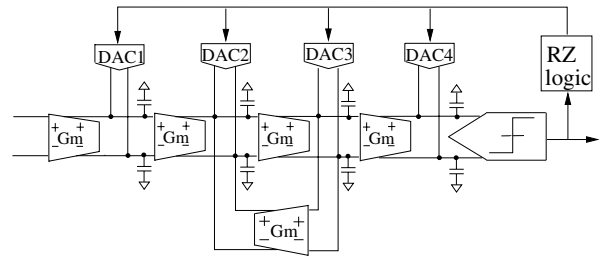 DAC1 DAC2 DAC3 DAC4 RZ
logic
+ Gm + + Gm + + Gm + + Gm +
− − − − − − − −
+ Gm +
− −